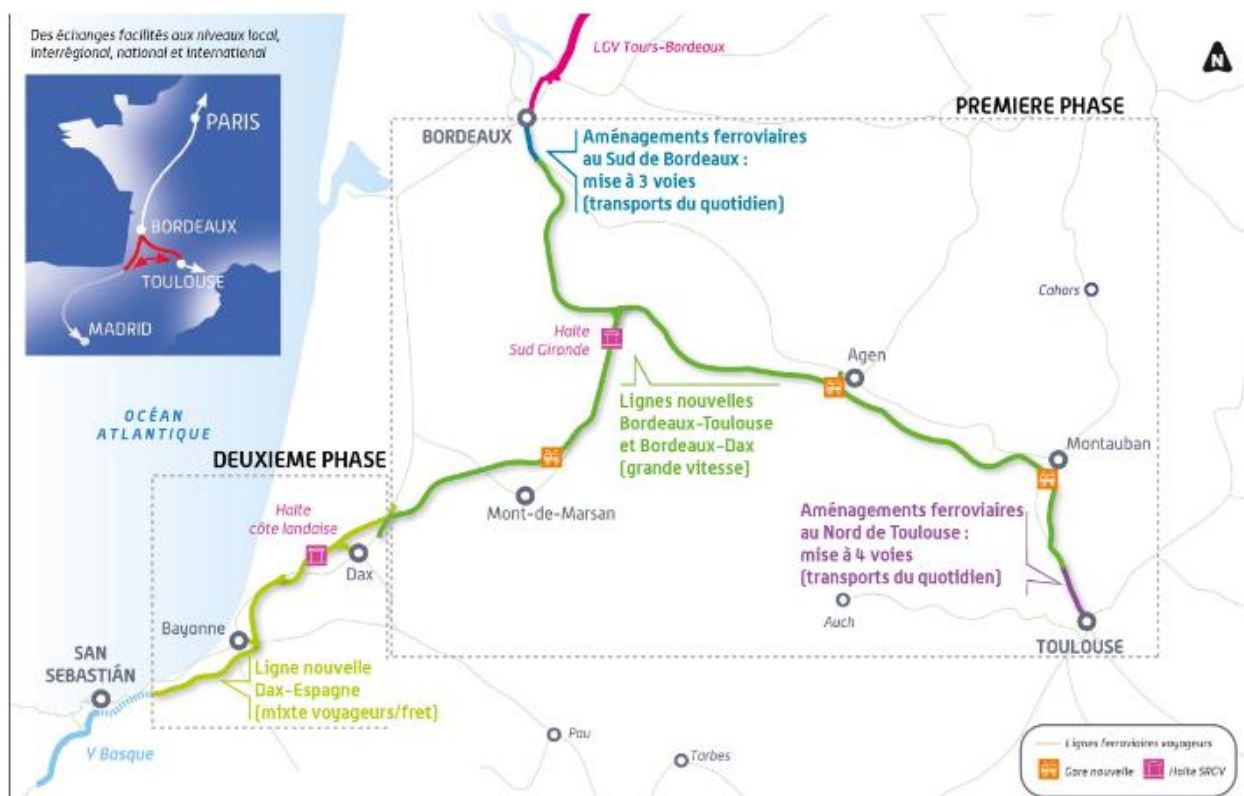 Des échanges facilités aux niveaux local,
interrégional, national et international
PARIS
BORDEAUX
TOULOUSE
MADRID
LGV Tours-Bordeaux
N
PREMIERE PHASE
BORDEAUX
Aménagements ferroviaires
au Sud de Bordeaux :
mise à 3 voies
(transports du quotidien)
Cahors
Halte
Sud Gironde
Agen
Lignes nouvelles
Bordeaux-Toulouse
et Bordeaux-Dax
(grande vitesse)
OCÉAN
ATLANTIQUE
DEUXIEME PHASE
Montauban
Mont-de-Marsan
Halte
côte landaise
Aménagements ferroviaires
au Nord de Toulouse :
mise à 4 voies
(transports du quotidien)
Dax
Auch
Bayonne
TOULOUSE
SAN
SEBASTIÁN
Ligne nouvelle
Dax-Espagne
(mixte voyageurs/fret)
Y Basque
Pau
Tarbes
Lignes ferroviaires voyageurs
Gare nouvelle
Halte SRGV